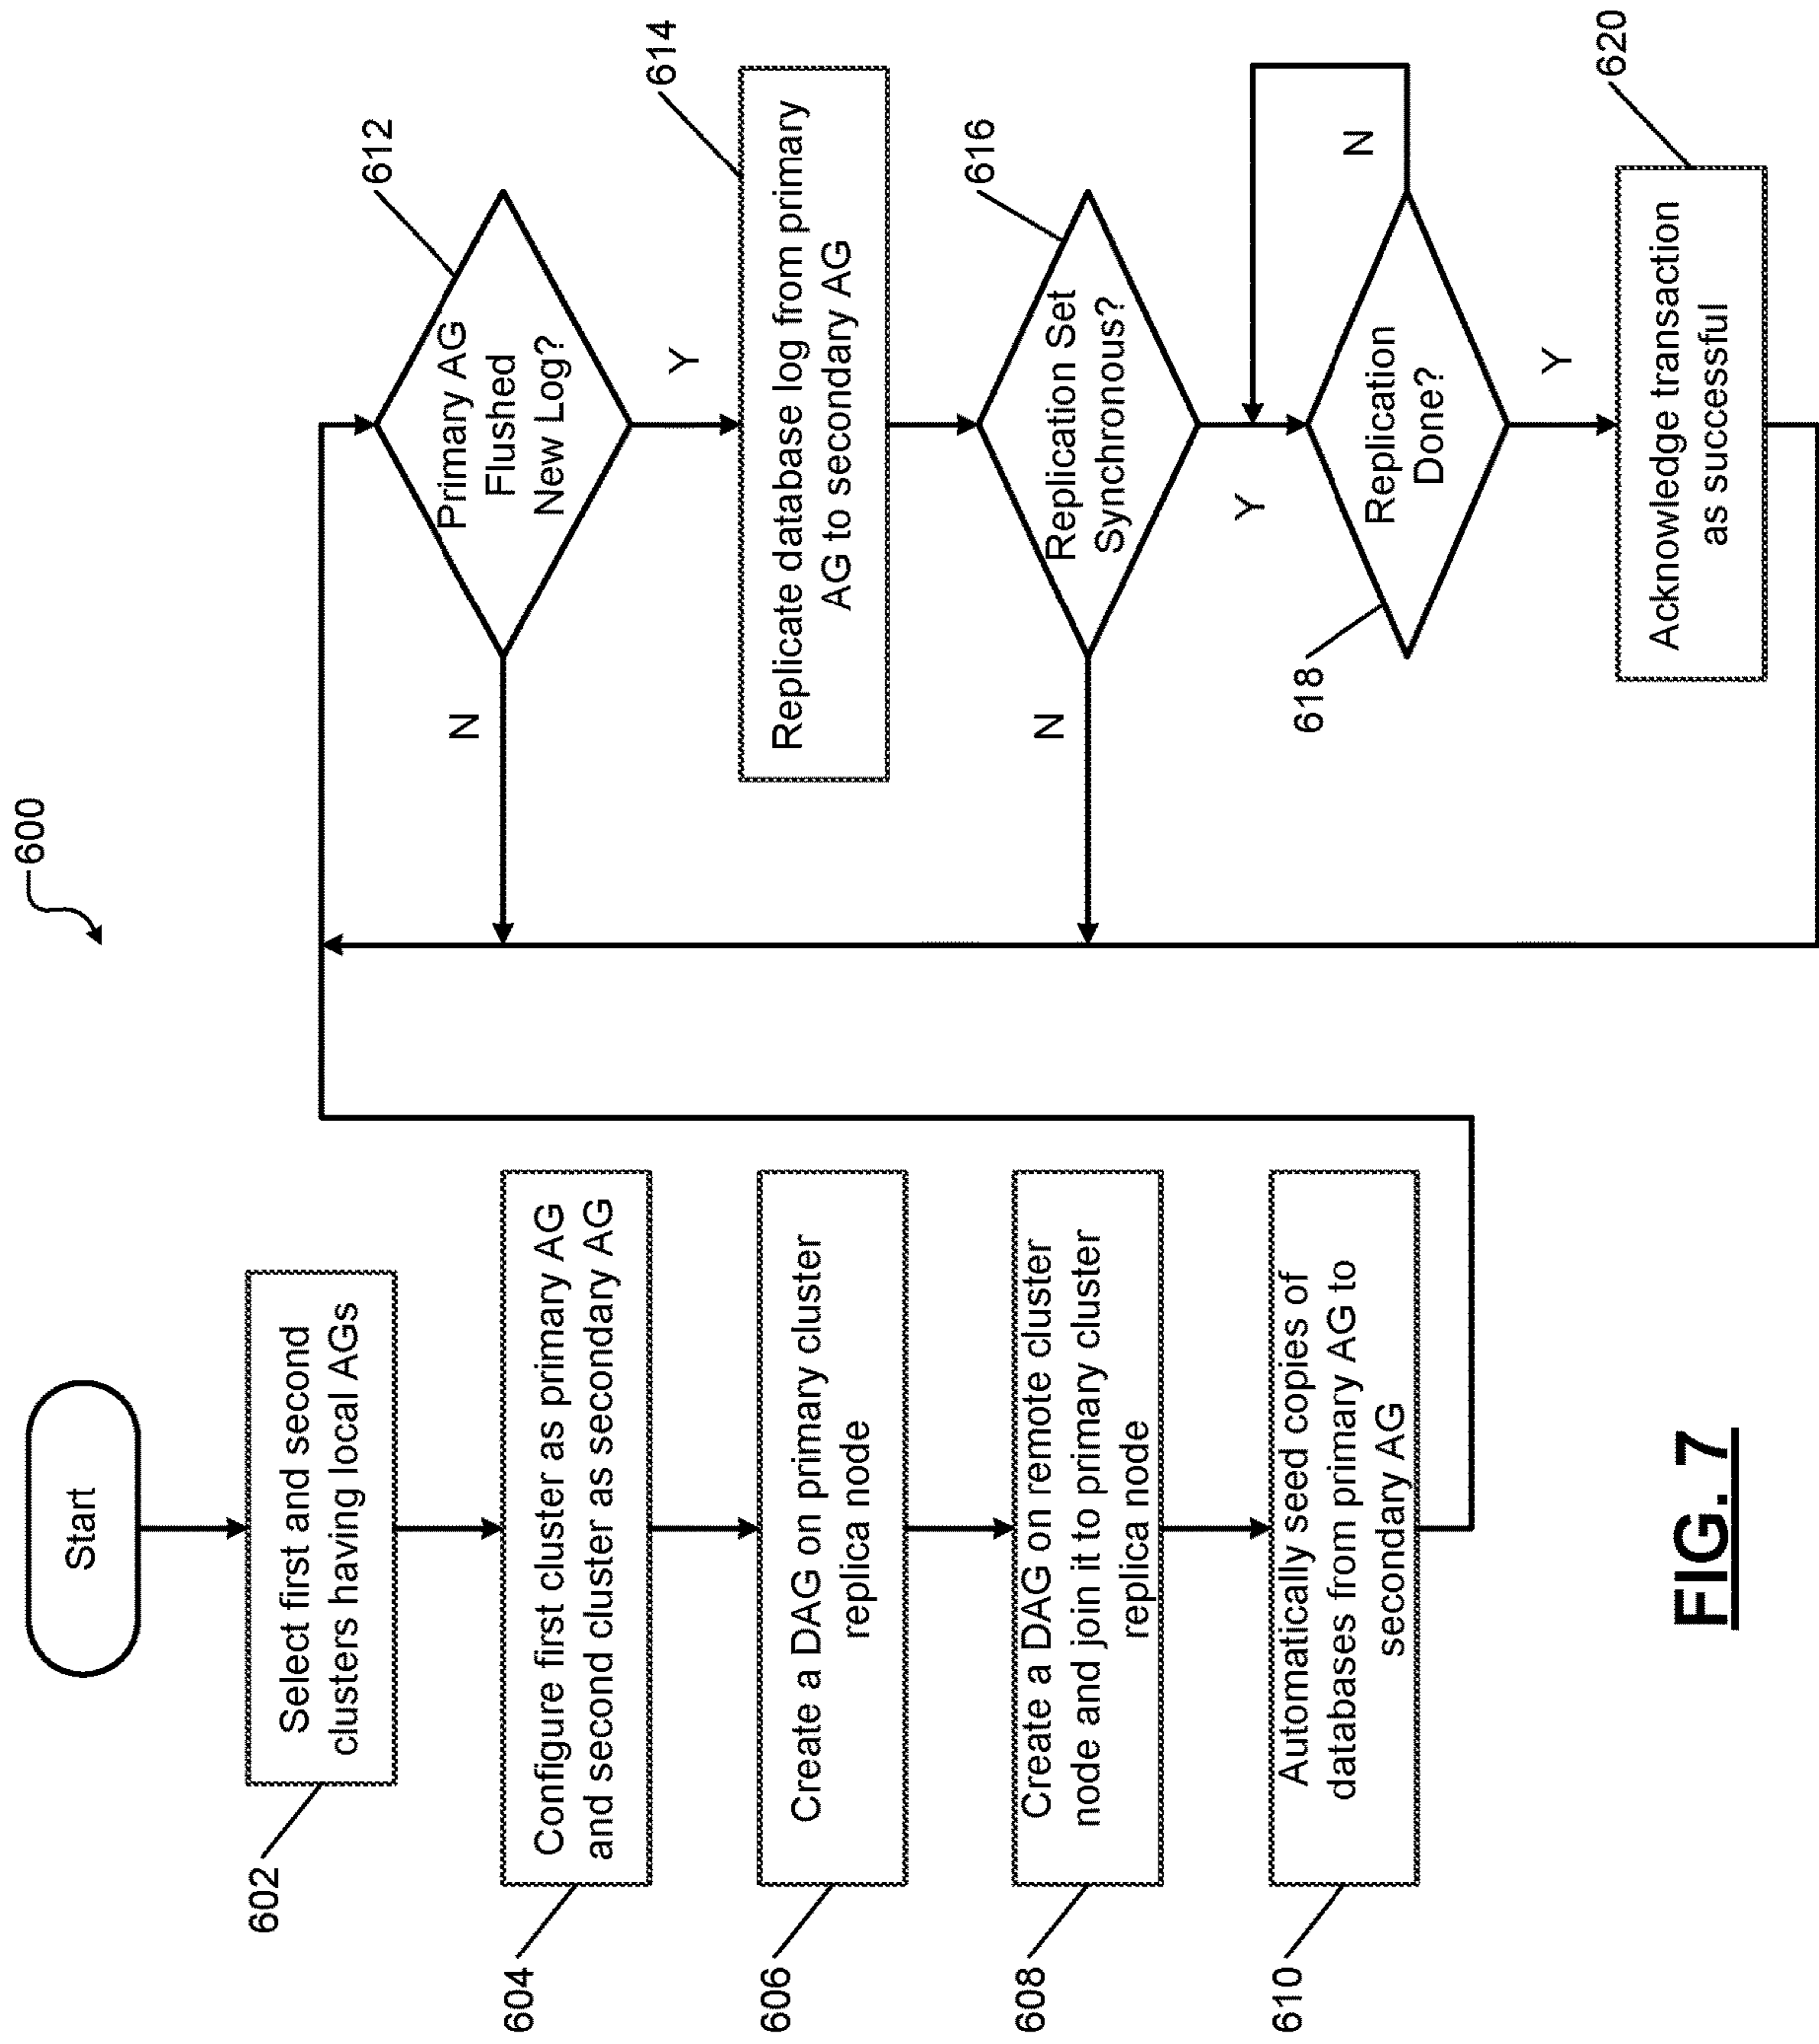 600
Start
Select first and second
clusters having local AGs
602
Configure first cluster as primary AG
and second cluster as secondary AG
604
Create a DAG on primary cluster
replica node
606
Create a DAG on remote cluster
node and join it to primary cluster
replica node
608
Automatically seed copies of
databases from primary AG to
secondary AG
610
Primary AG
Flushed
New Log?
612
N
Y
Replicate database log from primary
AG to secondary AG
614
Replication Set
Synchronous?
616
N
Y
Replication
Done?
618
N
Y
Acknowledge transaction
as successful
620
FIG. 7